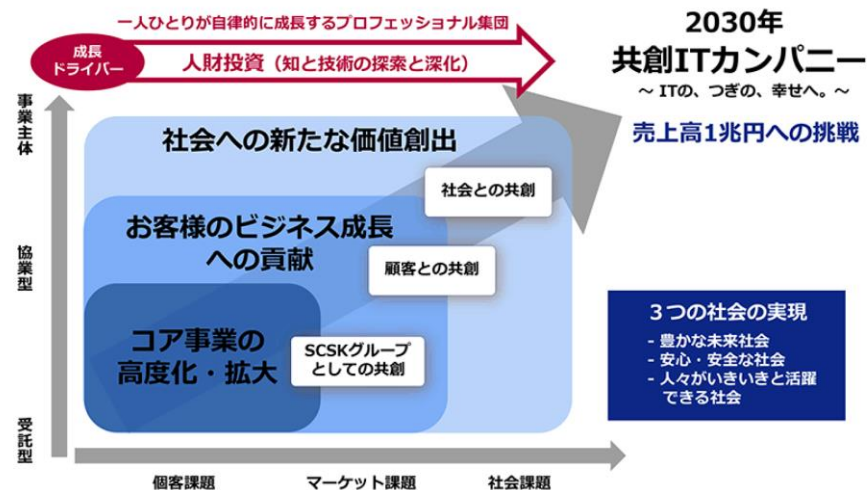 一人ひとりが自律的に成長するプロフェッショナル集団
成長
ドライバー
人財投資（知と技術の探索と深化）
2030年
共創ITカンパニー
～ ITの、つぎの、幸せへ。～
売上高1兆円への挑戦
事業主体
協業型
受託型
社会への新たな価値創出
社会との共創
お客様のビジネス成長
への貢献
顧客との共創
コア事業の
高度化・拡大
SCSKグループ
としての共創
３つの社会の実現
- 豊かな未来社会
- 安心・安全な社会
- 人々がいきいきと活躍
できる社会
個客課題
マーケット課題
社会課題